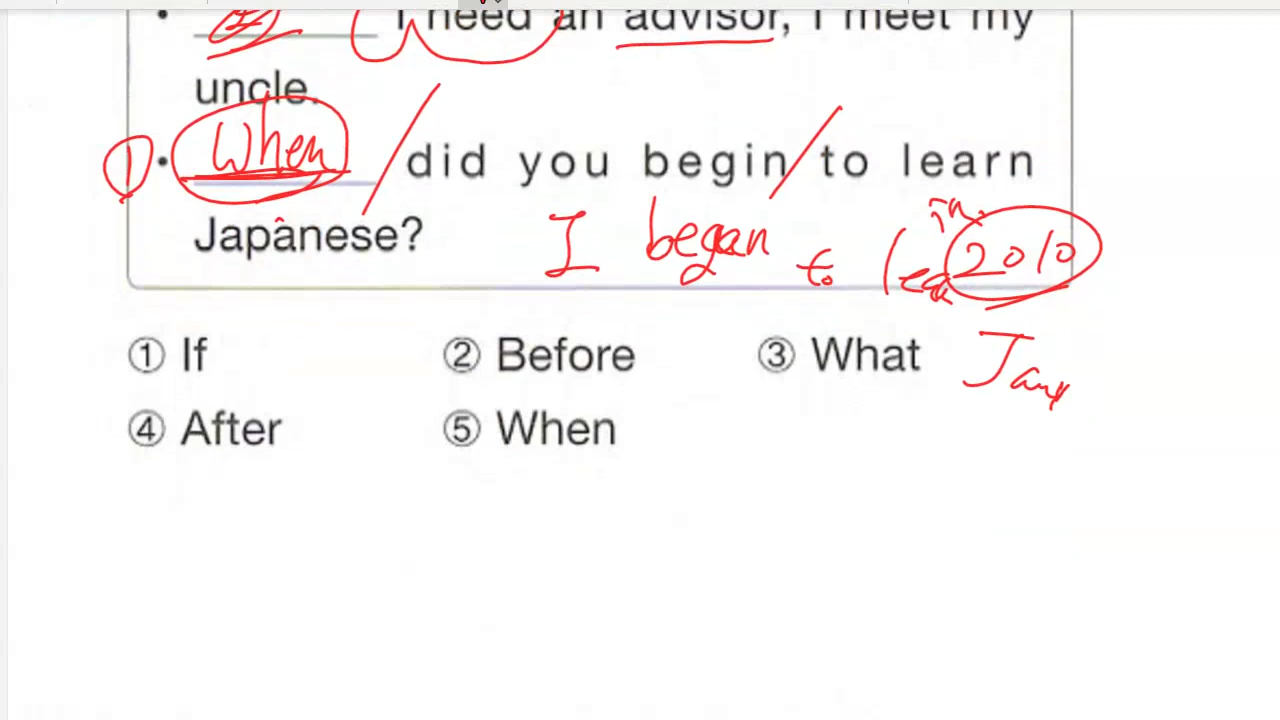 I need an advisor, I meet my
uncle.
1 • When did you begin to learn
Japanese?
I began to in 2010
① If ② Before ③ What
④ After ⑤ When